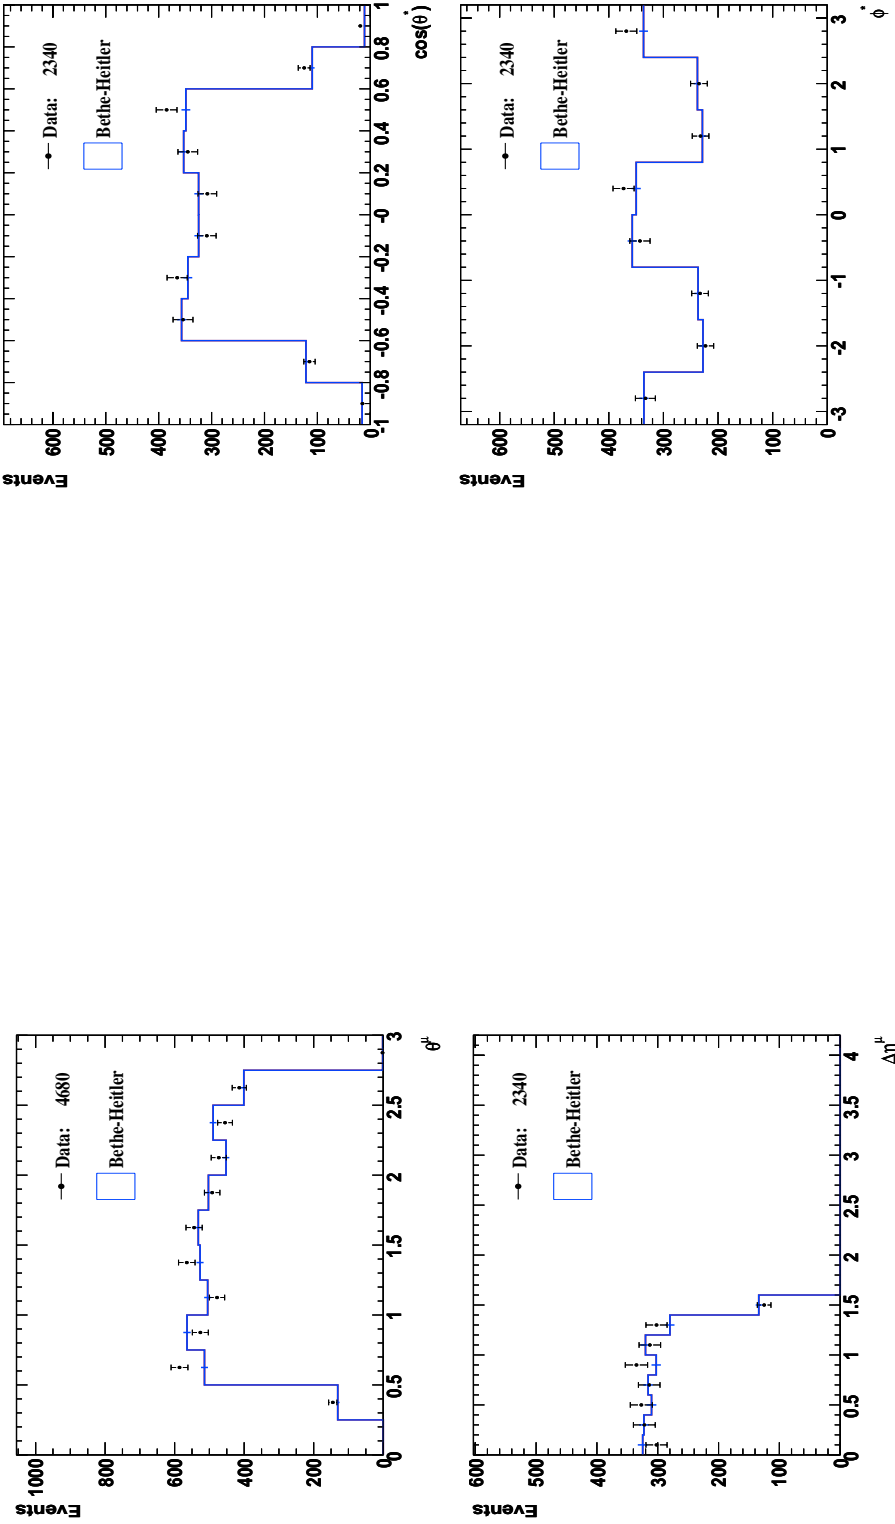 Events
1000
Data: 4680
800
Bethe-Heitler
600
400
200
0 0.5 1 1.5 2 2.5 3
θ^μ
Events
600
Data: 2340
500
Bethe-Heitler
400
300
200
100
0
-1 -0.8 -0.6 -0.4 -0.2 -0 0.2 0.4 0.6 0.8 1
cos(θ*)
Events
600
Data: 2340
500
Bethe-Heitler
400
300
200
100
0
0 0.5 1 1.5 2 2.5 3 3.5 4
Δη^μ
Events
600
Data: 2340
500
Bethe-Heitler
400
300
200
100
0
-3 -2 -1 0 1 2 3
ϕ*